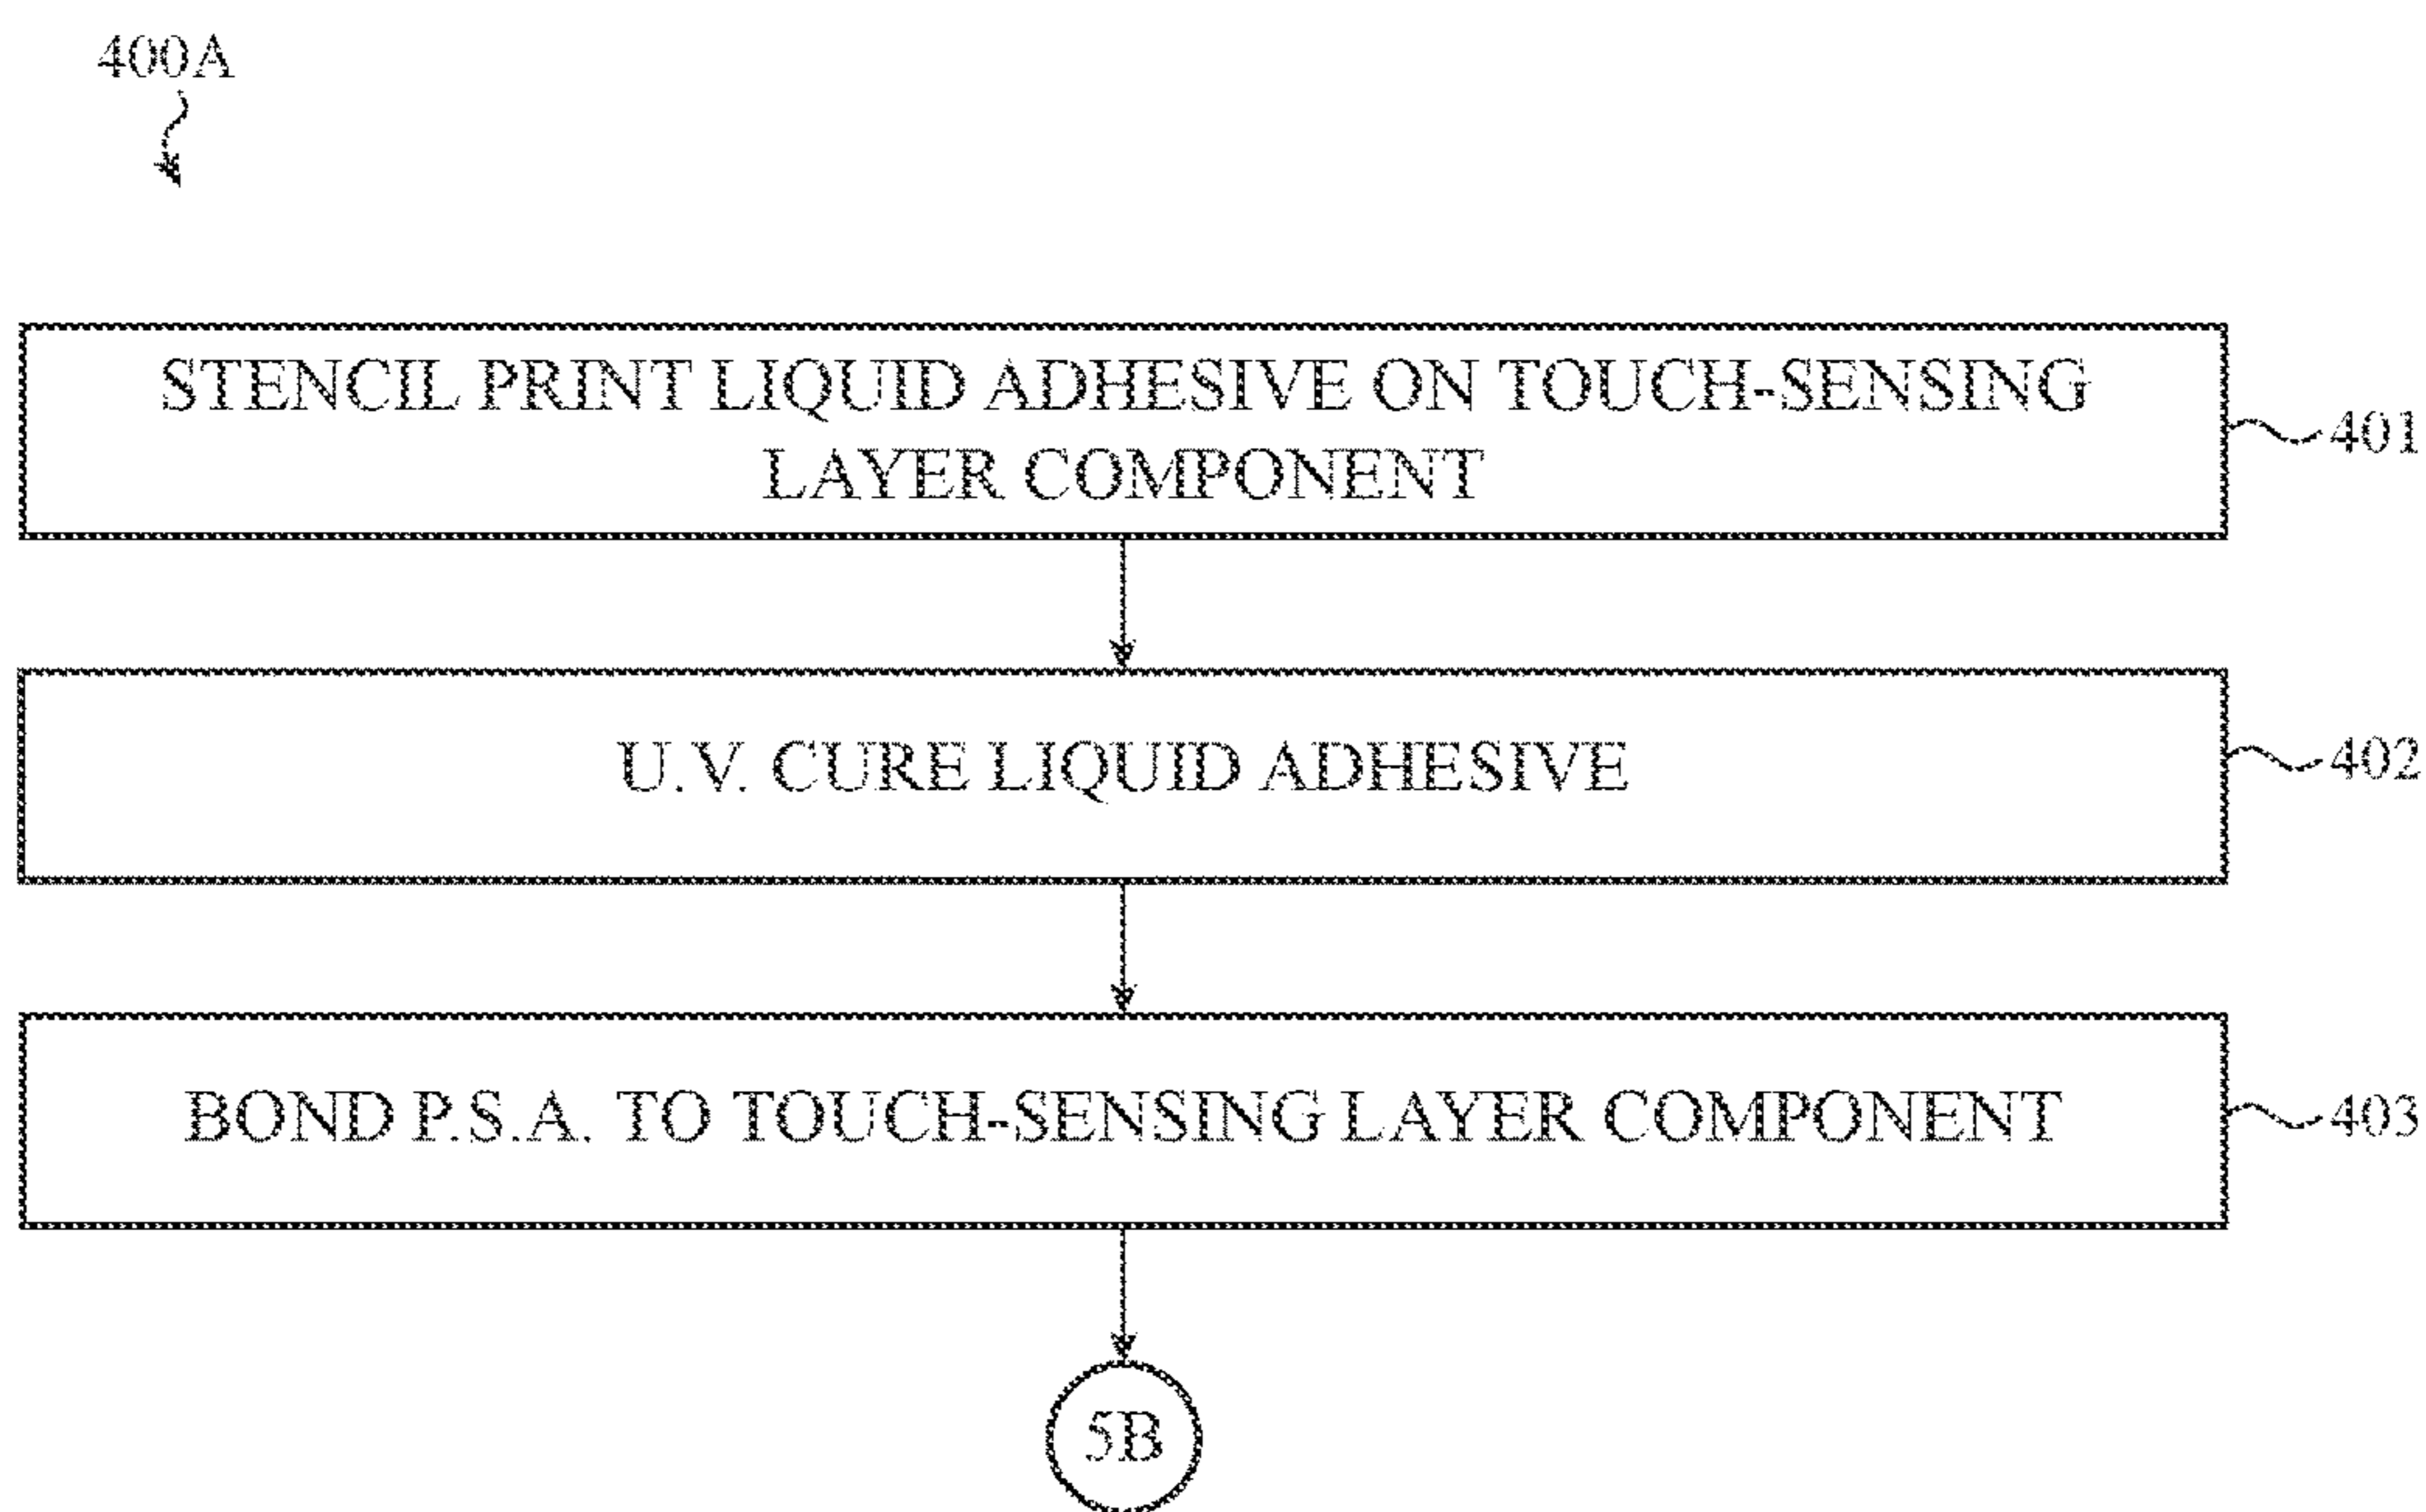 400A
STENCIL PRINT LIQUID ADHESIVE ON TOUCH-SENSING
LAYER COMPONENT
401
U.V. CURE LIQUID ADHESIVE
402
BOND P.S.A. TO TOUCH-SENSING LAYER COMPONENT
403
5B